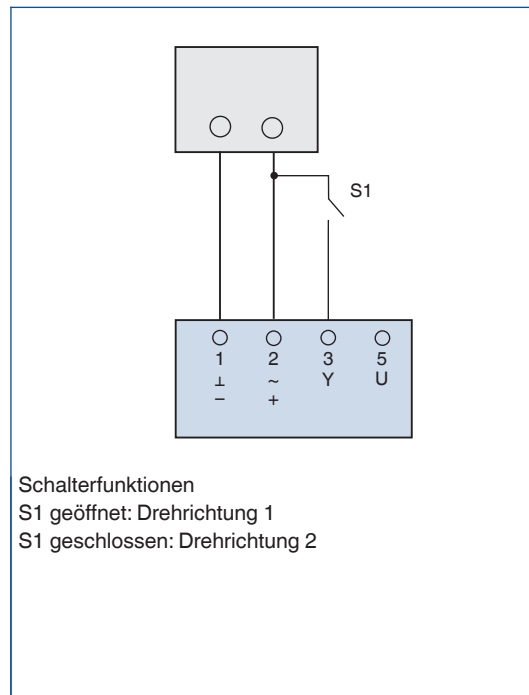 S1
1 2 3 5
⊥ ~ Y U
– +
Schalterfunktionen
S1 geöffnet: Drehrichtung 1
S1 geschlossen: Drehrichtung 2